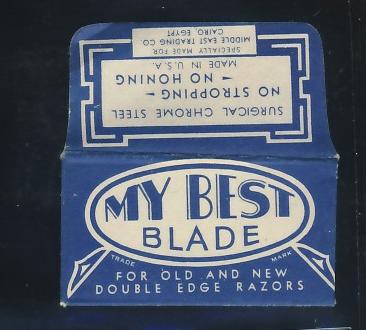 SURGICAL CHROME STEEL
NO STROPPING -
- NO HONING
MADE IN U.S.A.
SPECIALLY MADE FOR
MIDDLE EAST TRADING CO.
CAIRO, EGYPT
MY BEST
BLADE
TRADE MARK
FOR OLD AND NEW
DOUBLE EDGE RAZORS